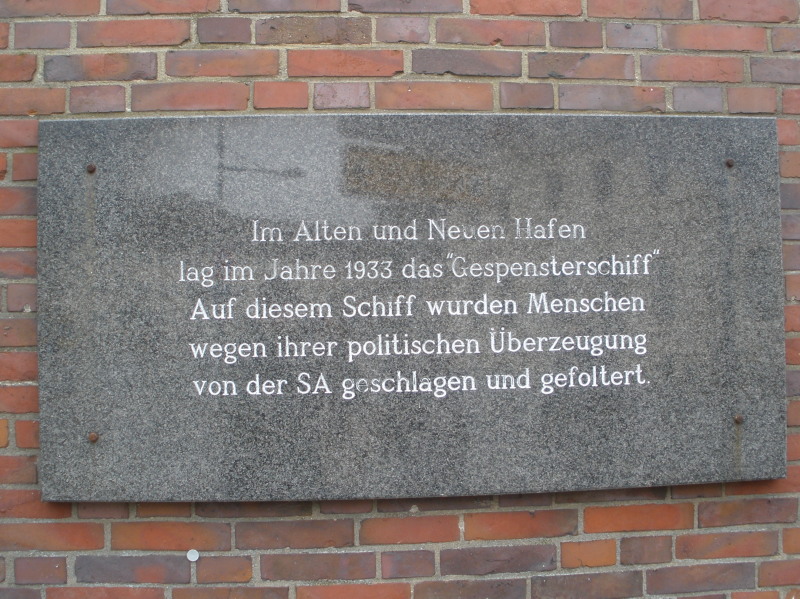 Im Alten und Neuen Hafen
lag im Jahre 1933 das "Gespensterschiff"
Auf diesem Schiff wurden Menschen
wegen ihrer politischen Überzeugung
von der SA geschlagen und gefoltert.